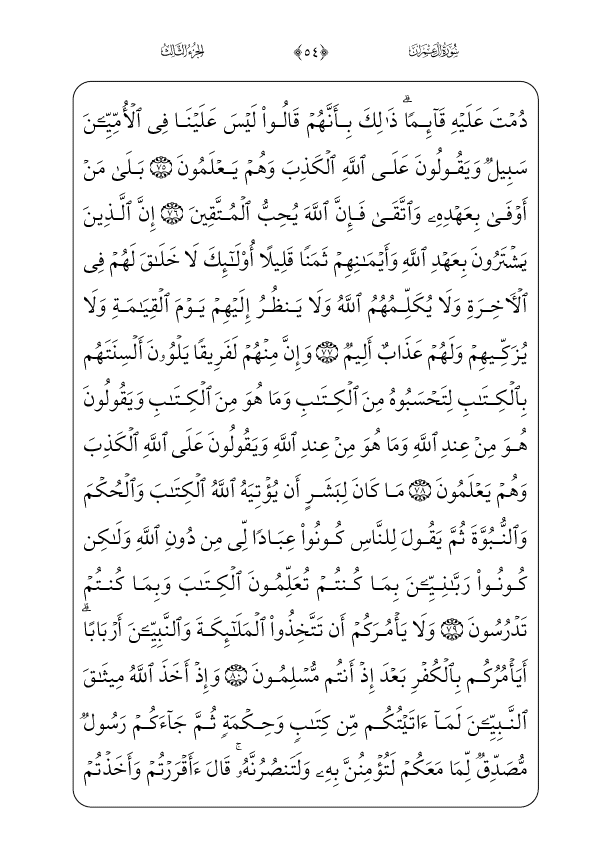 سُورَةُ آلِ عِمْرَانَ ﴿٥٤﴾ الجُزْءُ الثَّالِثُ
دُمۡتَ عَلَيۡهِ قَآئِمٗاۗ ذَٰلِكَ بِأَنَّهُمۡ قَالُواْ لَيۡسَ عَلَيۡنَا فِي ٱلۡأُمِّيِّـۧنَ
سَبِيلٞ وَيَقُولُونَ عَلَى ٱللَّهِ ٱلۡكَذِبَ وَهُمۡ يَعۡلَمُونَ ٧٥ بَلَىٰ مَنۡ
أَوۡفَىٰ بِعَهۡدِهِۦ وَٱتَّقَىٰ فَإِنَّ ٱللَّهَ يُحِبُّ ٱلۡمُتَّقِينَ ٧٦ إِنَّ ٱلَّذِينَ
يَشۡتَرُونَ بِعَهۡدِ ٱللَّهِ وَأَيۡمَٰنِهِمۡ ثَمَنٗا قَلِيلًا أُوْلَٰٓئِكَ لَا خَلَٰقَ لَهُمۡ فِي
ٱلۡأٓخِرَةِ وَلَا يُكَلِّمُهُمُ ٱللَّهُ وَلَا يَنظُرُ إِلَيۡهِمۡ يَوۡمَ ٱلۡقِيَٰمَةِ وَلَا
يُزَكِّيهِمۡ وَلَهُمۡ عَذَابٌ أَلِيمٞ ٧٧ وَإِنَّ مِنۡهُمۡ لَفَرِيقٗا يَلۡوُۥنَ أَلۡسِنَتَهُم
بِٱلۡكِتَٰبِ لِتَحۡسَبُوهُ مِنَ ٱلۡكِتَٰبِ وَمَا هُوَ مِنَ ٱلۡكِتَٰبِ وَيَقُولُونَ
هُوَ مِنۡ عِندِ ٱللَّهِ وَمَا هُوَ مِنۡ عِندِ ٱللَّهِ وَيَقُولُونَ عَلَى ٱللَّهِ ٱلۡكَذِبَ
وَهُمۡ يَعۡلَمُونَ ٧٨ مَا كَانَ لِبَشَرٍ أَن يُؤۡتِيَهُ ٱللَّهُ ٱلۡكِتَٰبَ وَٱلۡحُكۡمَ
وَٱلنُّبُوَّةَ ثُمَّ يَقُولَ لِلنَّاسِ كُونُواْ عِبَادٗا لِّي مِن دُونِ ٱللَّهِ وَلَٰكِن
كُونُواْ رَبَّٰنِيِّـۧنَ بِمَا كُنتُمۡ تُعَلِّمُونَ ٱلۡكِتَٰبَ وَبِمَا كُنتُمۡ
تَدۡرُسُونَ ٧٩ وَلَا يَأۡمُرَكُمۡ أَن تَتَّخِذُواْ ٱلۡمَلَٰٓئِكَةَ وَٱلنَّبِيِّـۧنَ أَرۡبَابًاۗ
أَيَأۡمُرُكُم بِٱلۡكُفۡرِ بَعۡدَ إِذۡ أَنتُم مُّسۡلِمُونَ ٨٠ وَإِذۡ أَخَذَ ٱللَّهُ مِيثَٰقَ
ٱلنَّبِيِّـۧنَ لَمَآ ءَاتَيۡتُكُم مِّن كِتَٰبٖ وَحِكۡمَةٖ ثُمَّ جَآءَكُمۡ رَسُولٞ
مُّصَدِّقٞ لِّمَا مَعَكُمۡ لَتُؤۡمِنُنَّ بِهِۦ وَلَتَنصُرُنَّهُۥۚ قَالَ ءَأَقۡرَرۡتُمۡ وَأَخَذۡتُمۡ